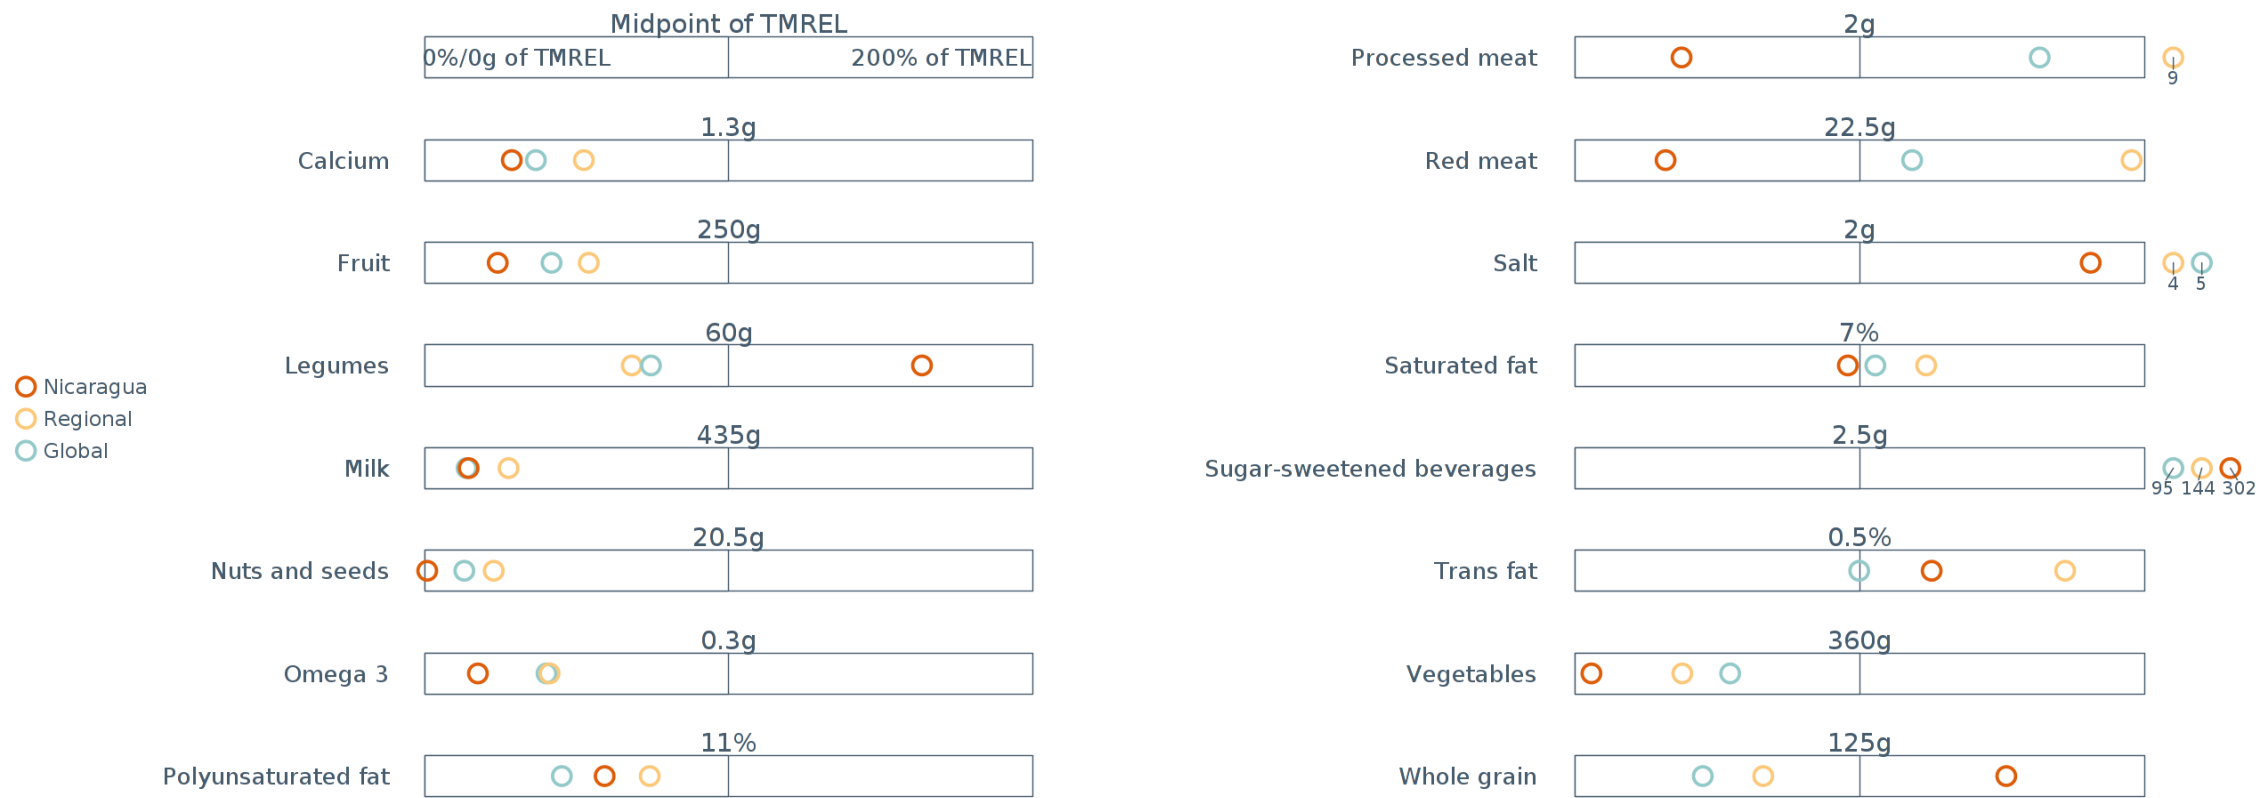 Midpoint of TMREL
0%/0g of TMREL 200% of TMREL
1.3g
Calcium
250g
Fruit
60g
Legumes
435g
Milk
20.5g
Nuts and seeds
0.3g
Omega 3
11%
Polyunsaturated fat
Nicaragua
Regional
Global
2g
Processed meat
9
22.5g
Red meat
2g
Salt
4 5
7%
Saturated fat
2.5g
Sugar-sweetened beverages
95 144 302
0.5%
Trans fat
360g
Vegetables
125g
Whole grain